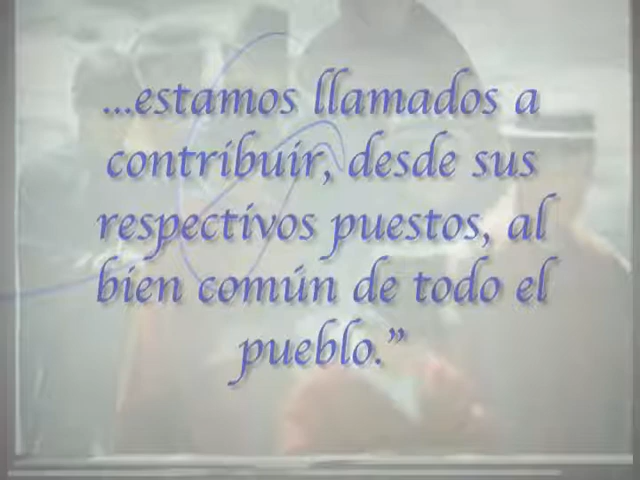 ...estamos llamados a
contribuir, desde sus
respectivos puestos, al
bien común de todo el
pueblo.”